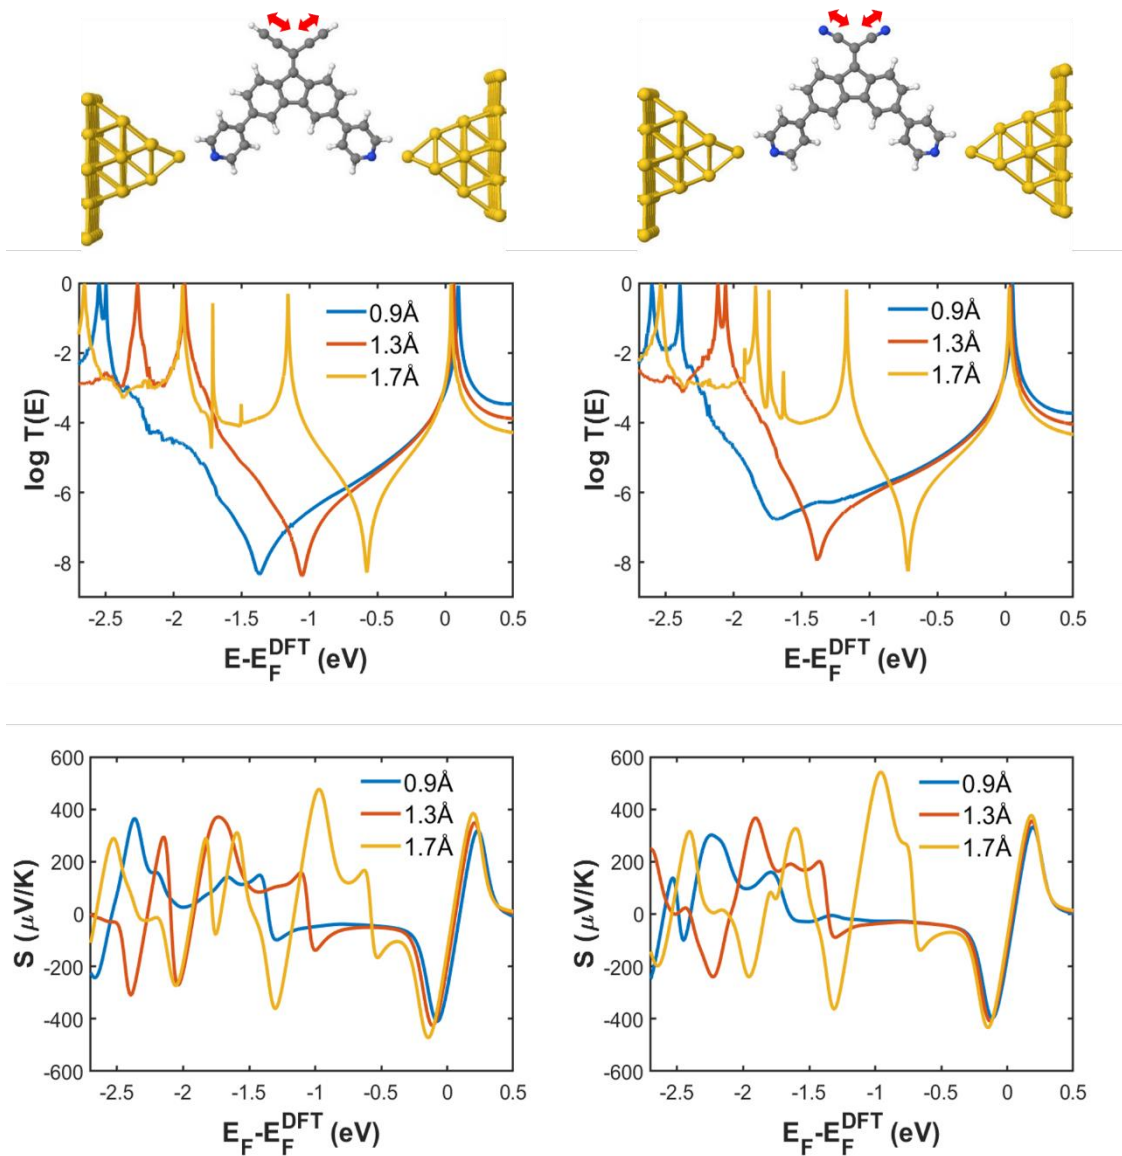 0
-2
-4
-6
-8
log T(E)
0.9Å
1.3Å
1.7Å
-2.5 -2 -1.5 -1 -0.5 0 0.5
E-E_F^DFT (eV)
0
-2
-4
-6
-8
log T(E)
0.9Å
1.3Å
1.7Å
-2.5 -2 -1.5 -1 -0.5 0 0.5
E-E_F^DFT (eV)
600
400
200
0
-200
-400
-600
S (μV/K)
0.9Å
1.3Å
1.7Å
-2.5 -2 -1.5 -1 -0.5 0 0.5
E_F-E_F^DFT (eV)
600
400
200
0
-200
-400
-600
S (μV/K)
0.9Å
1.3Å
1.7Å
-2.5 -2 -1.5 -1 -0.5 0 0.5
E_F-E_F^DFT (eV)